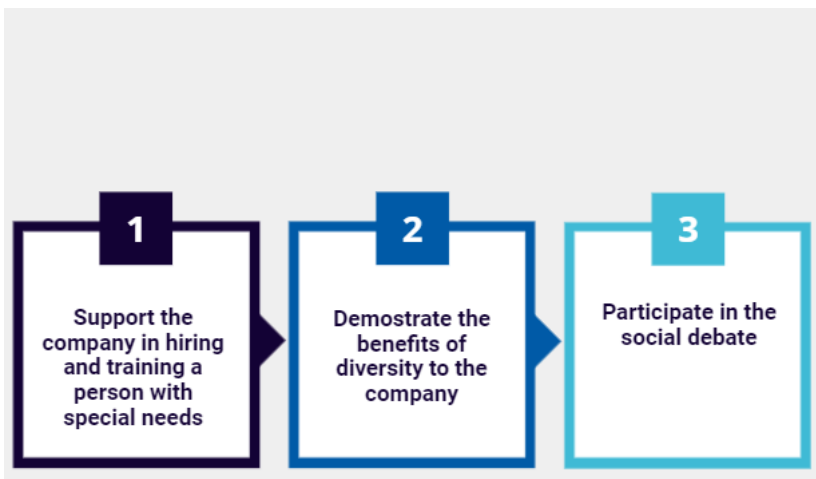 1
Support the
company in hiring
and training a
person with
special needs
2
Demostrate the
benefits of
diversity to the
company
3
Participate in the
social debate